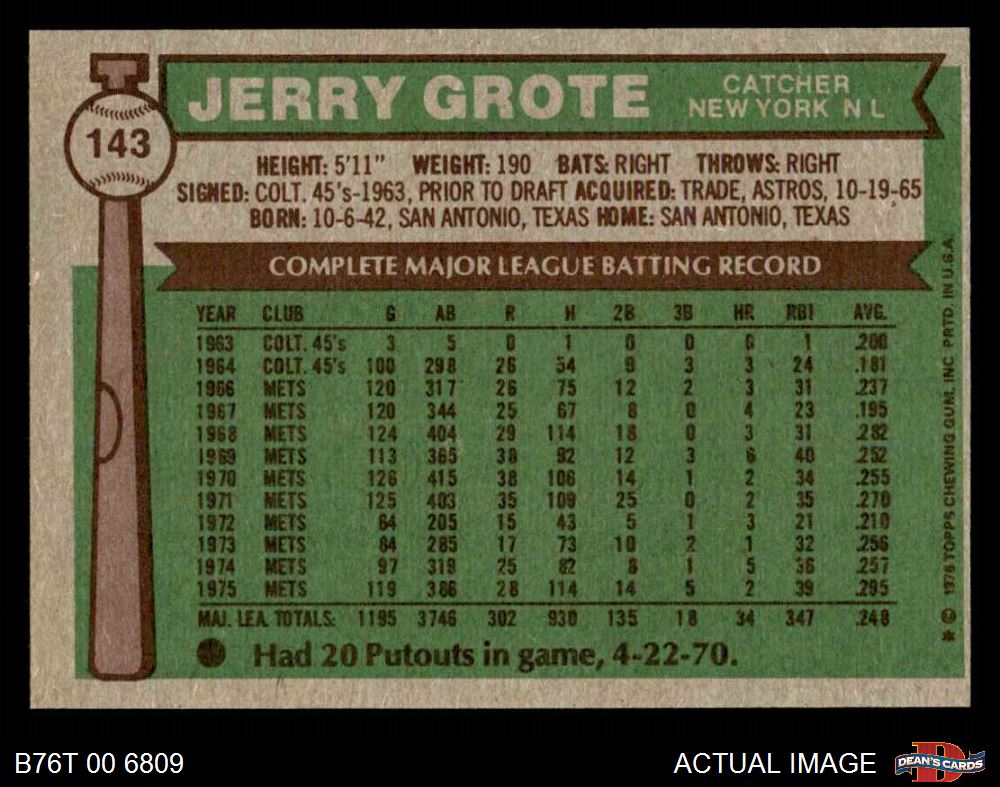 JERRY GROTE
CATCHER
NEW YORK N L
143
HEIGHT: 5'11" WEIGHT: 190 BATS: RIGHT THROWS: RIGHT
SIGNED: COLT. 45's-1963, PRIOR TO DRAFT ACQUIRED: TRADE, ASTROS, 10-19-65
BORN: 10-6-42, SAN ANTONIO, TEXAS HOME: SAN ANTONIO, TEXAS
COMPLETE MAJOR LEAGUE BATTING RECORD
YEAR CLUB G AB R H 2B 3B HR RBI AVG.
1963 COLT. 45's 3 5 0 1 0 0 0 1 .200
1964 COLT. 45's 100 298 26 54 9 3 3 24 .181
1966 METS 120 317 26 75 12 2 3 31 .237
1967 METS 120 344 25 67 8 0 4 23 .195
1968 METS 124 404 29 114 18 0 3 31 .282
1969 METS 113 365 38 92 12 3 6 40 .252
1970 METS 126 415 38 106 14 1 2 34 .255
1971 METS 125 403 35 109 25 0 2 35 .270
1972 METS 64 205 15 43 5 1 3 21 .210
1973 METS 84 285 17 73 10 2 1 32 .256
1974 METS 97 319 25 82 8 1 5 36 .257
1975 METS 119 386 28 114 14 5 2 39 .295
MAJ. LEA. TOTALS: 1195 3746 302 930 135 18 34 347 .248
Had 20 Putouts in game, 4-22-70.
* © 1976 TOPPS CHEWING GUM, INC PRTD. IN U.S.A.
B76T 00 6809
ACTUAL IMAGE
D
DEAN'S CARDS